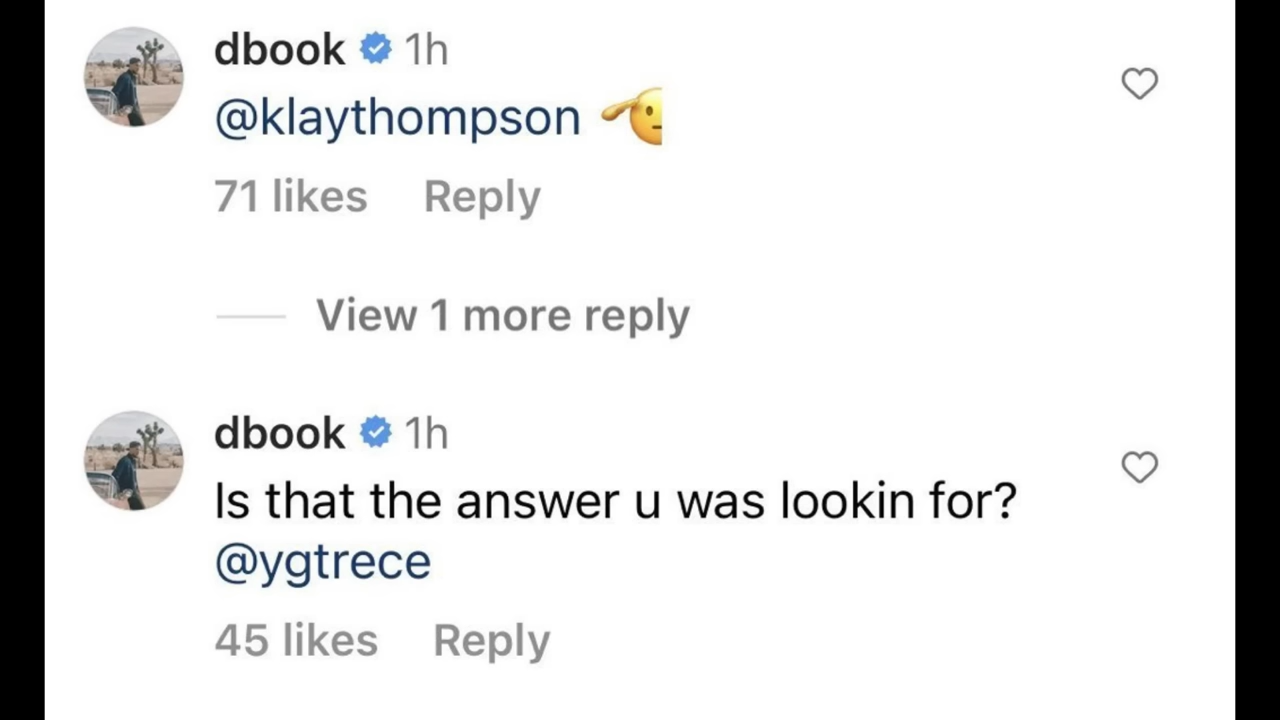 dbook 1h
@klaythompson 🫡
71 likes Reply
View 1 more reply
dbook 1h
Is that the answer u was lookin for?
@ygtrece
45 likes Reply